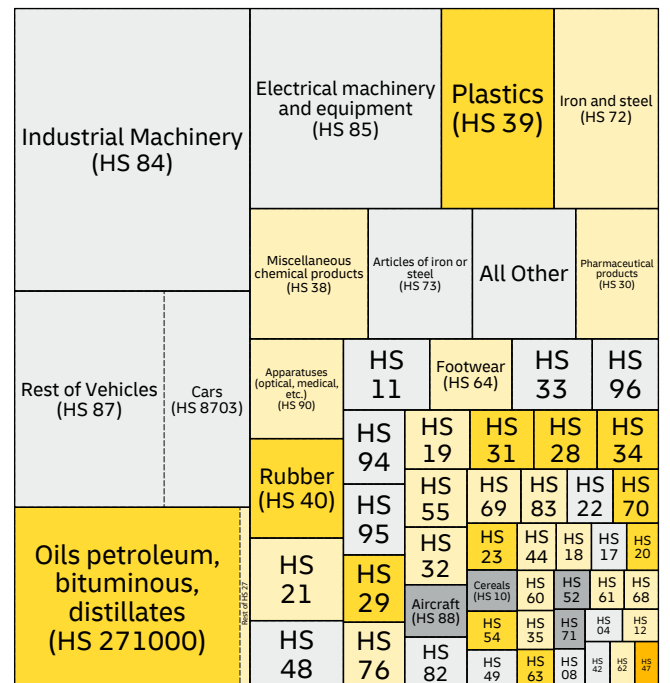 Industrial Machinery
(HS 84)
Electrical machinery
and equipment
(HS 85)
Plastics
(HS 39)
Iron and steel
(HS 72)
Miscellaneous
chemical products
(HS 38)
Articles of iron or
steel
(HS 73)
All Other
Pharmaceutical
products
(HS 30)
Rest of Vehicles
(HS 87)
Cars
(HS 8703)
Apparatuses
(optical, medical,
etc.)
(HS 90)
HS
11
Footwear
(HS 64)
HS
33
HS
96
HS
94
HS
19
HS
31
HS
28
HS
34
Rubber
(HS 40)
HS
95
HS
55
HS
69
HS
83
HS
22
HS
70
Oils petroleum,
bituminous,
distillates
(HS 271000)
Rest of HS 27
HS
21
HS
29
HS
32
HS
23
HS
44
HS
18
HS
17
HS
20
Aircraft
(HS 88)
Cereals
(HS 10)
HS
60
HS
52
HS
61
HS
68
HS
48
HS
76
HS
82
HS
54
HS
35
HS
71
HS
04
HS
12
HS
49
HS
63
HS
08
HS
42
HS
62
HS
47